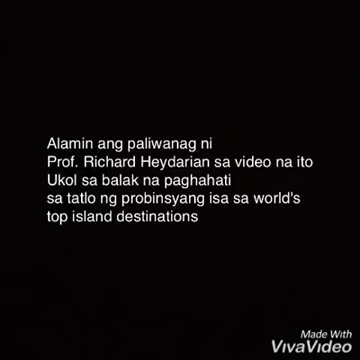 Alamin ang paliwanag ni
Prof. Richard Heydarian sa video na ito
Ukol sa balak na paghahati
sa tatlo ng probinsyang isa sa world's
top island destinations
Made With
VivaVideo